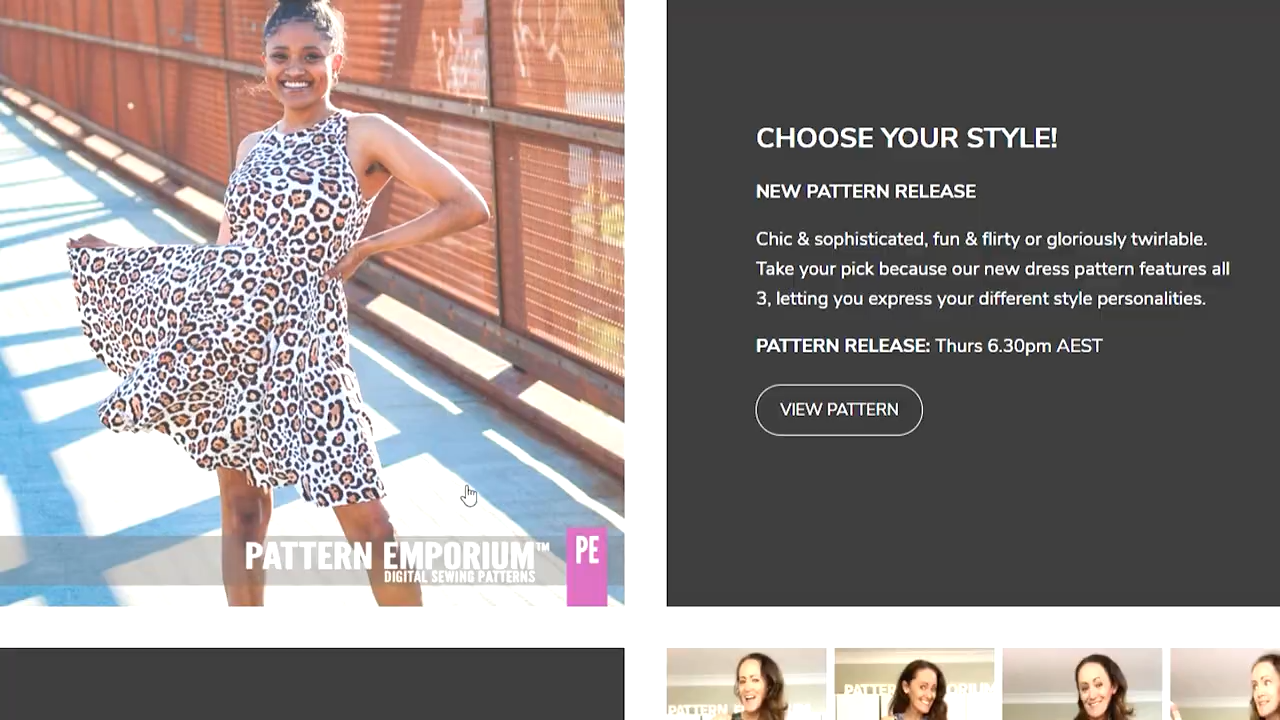 CHOOSE YOUR STYLE!
NEW PATTERN RELEASE
Chic & sophisticated, fun & flirty or gloriously twirlable.
Take your pick because our new dress pattern features all
3, letting you express your different style personalities.
PATTERN RELEASE: Thurs 6.30pm AEST
VIEW PATTERN
PATTERN EMPORIUM™
DIGITAL SEWING PATTERNS
PE
PATTERN
PATTER